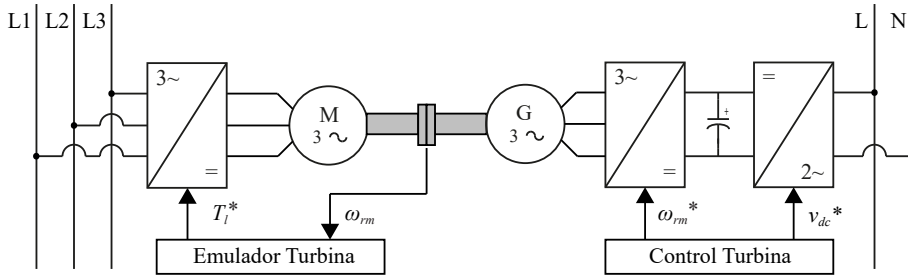 L1 L2 L3 L N
3~ 3~ = 
M G
3 ~ 3 ~
+
= = 2~
T_l* ω_rm ω_rm* v_dc*
Emulador Turbina Control Turbina